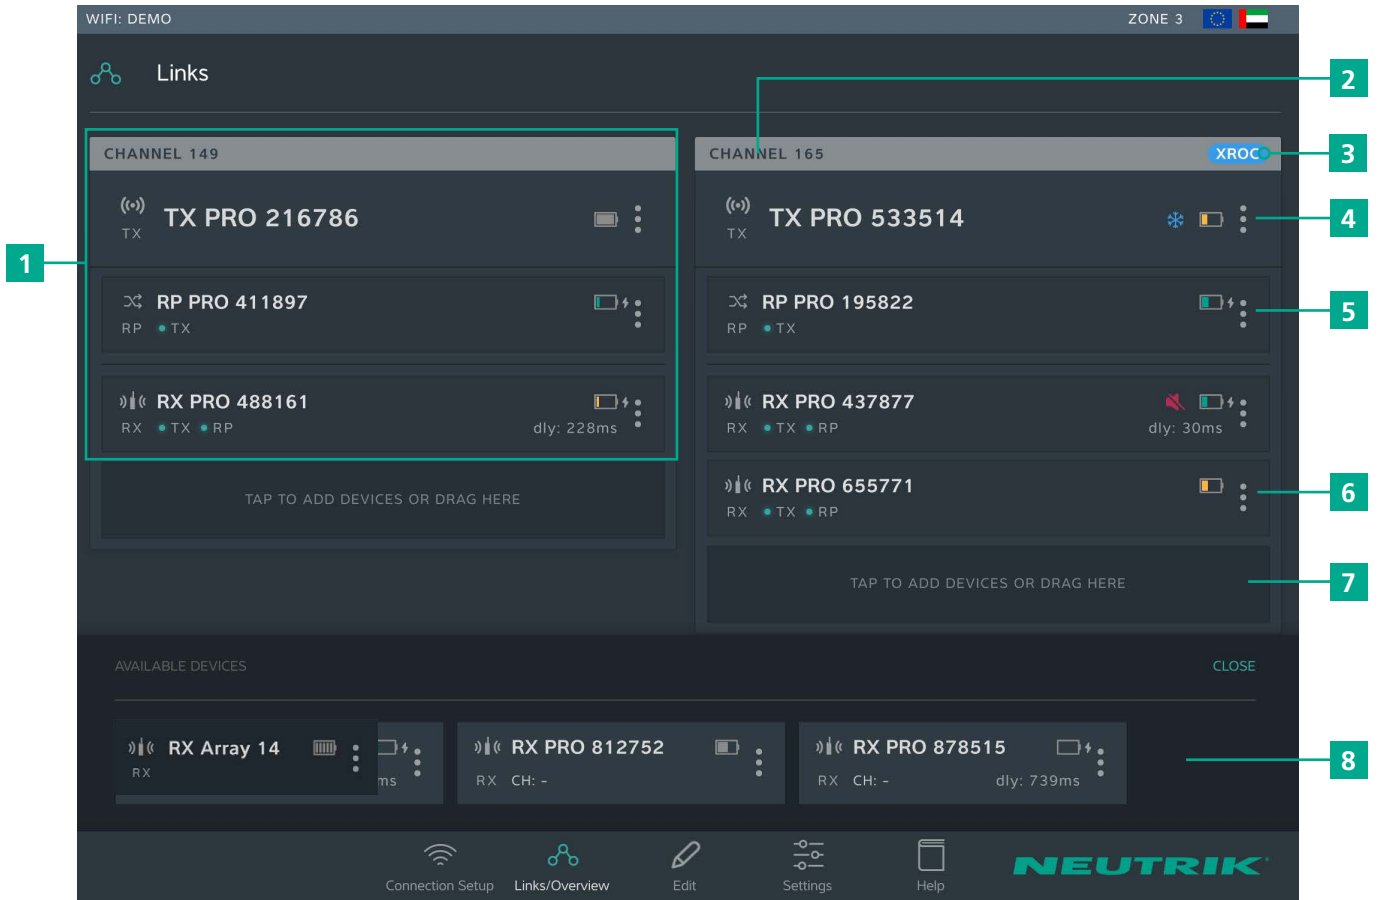 WIFI: DEMO
ZONE 3
Links
2
CHANNEL 149
CHANNEL 165
XROC
3
TX PRO 216786
TX
TX PRO 533514
TX
4
1
RP PRO 411897
RP TX
RP PRO 195822
RP TX
5
RX PRO 488161
RX TX RP
dly: 228ms
RX PRO 437877
RX TX RP
dly: 30ms
TAP TO ADD DEVICES OR DRAG HERE
RX PRO 655771
RX TX RP
6
TAP TO ADD DEVICES OR DRAG HERE
7
AVAILABLE DEVICES
CLOSE
RX Array 14
RX
ms
RX PRO 812752
RX CH: -
RX PRO 878515
RX CH: -
dly: 739ms
8
Connection Setup
Links/Overview
Edit
Settings
Help
NEUTRIK